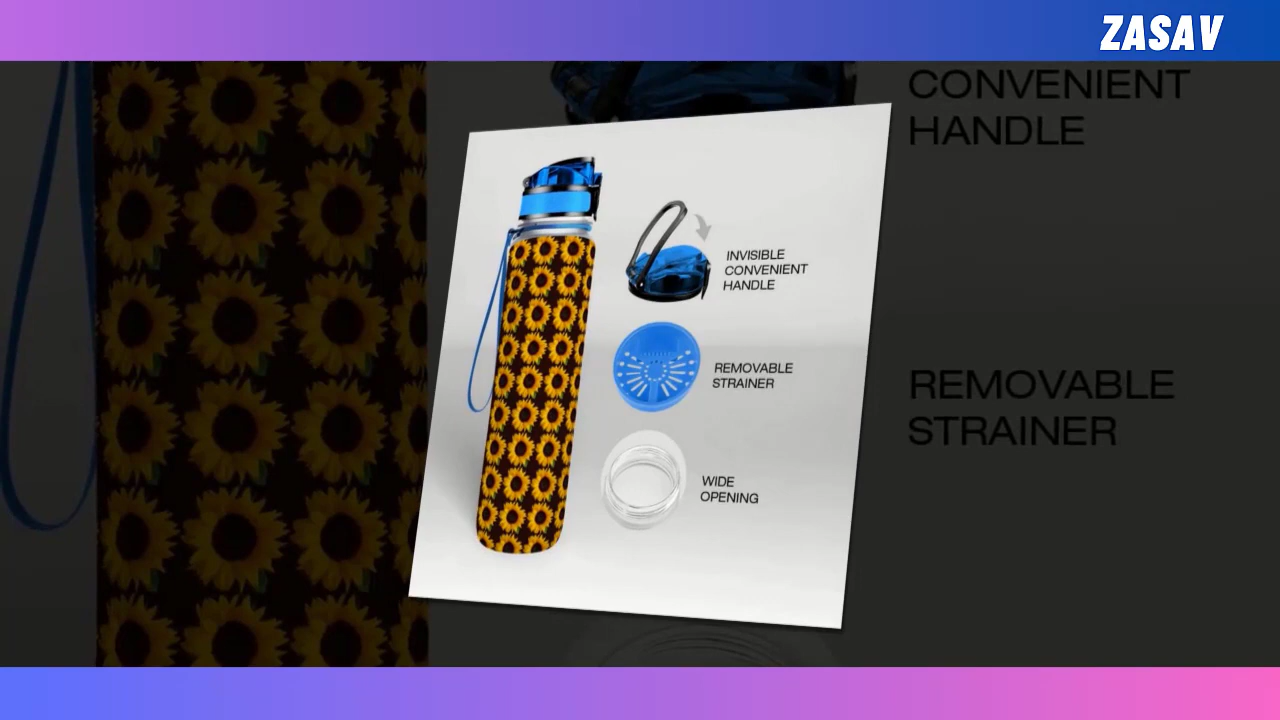 ZASAV
CONVENIENT
HANDLE
INVISIBLE
CONVENIENT
HANDLE
REMOVABLE
STRAINER
WIDE
OPENING
REMOVABLE
STRAINER